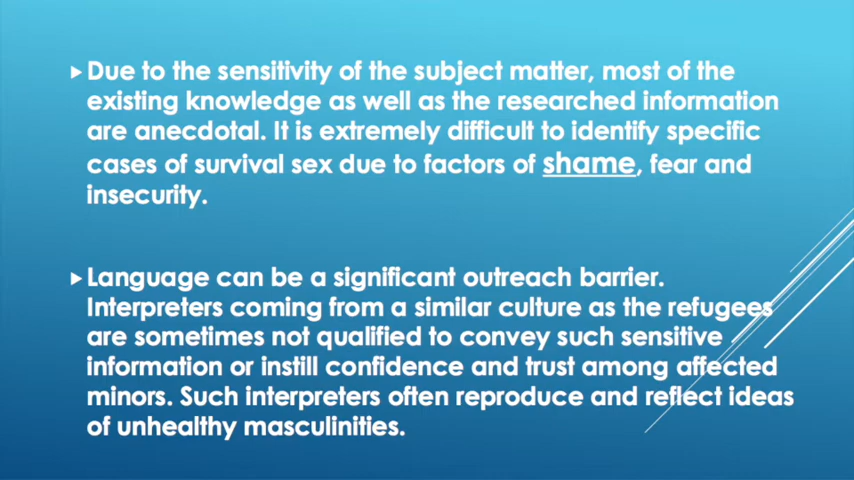 Due to the sensitivity of the subject matter, most of the
existing knowledge as well as the researched information
are anecdotal. It is extremely difficult to identify specific
cases of survival sex due to factors of shame, fear and
insecurity.
Language can be a significant outreach barrier.
Interpreters coming from a similar culture as the refugees
are sometimes not qualified to convey such sensitive
information or instill confidence and trust among affected
minors. Such interpreters often reproduce and reflect ideas
of unhealthy masculinities.